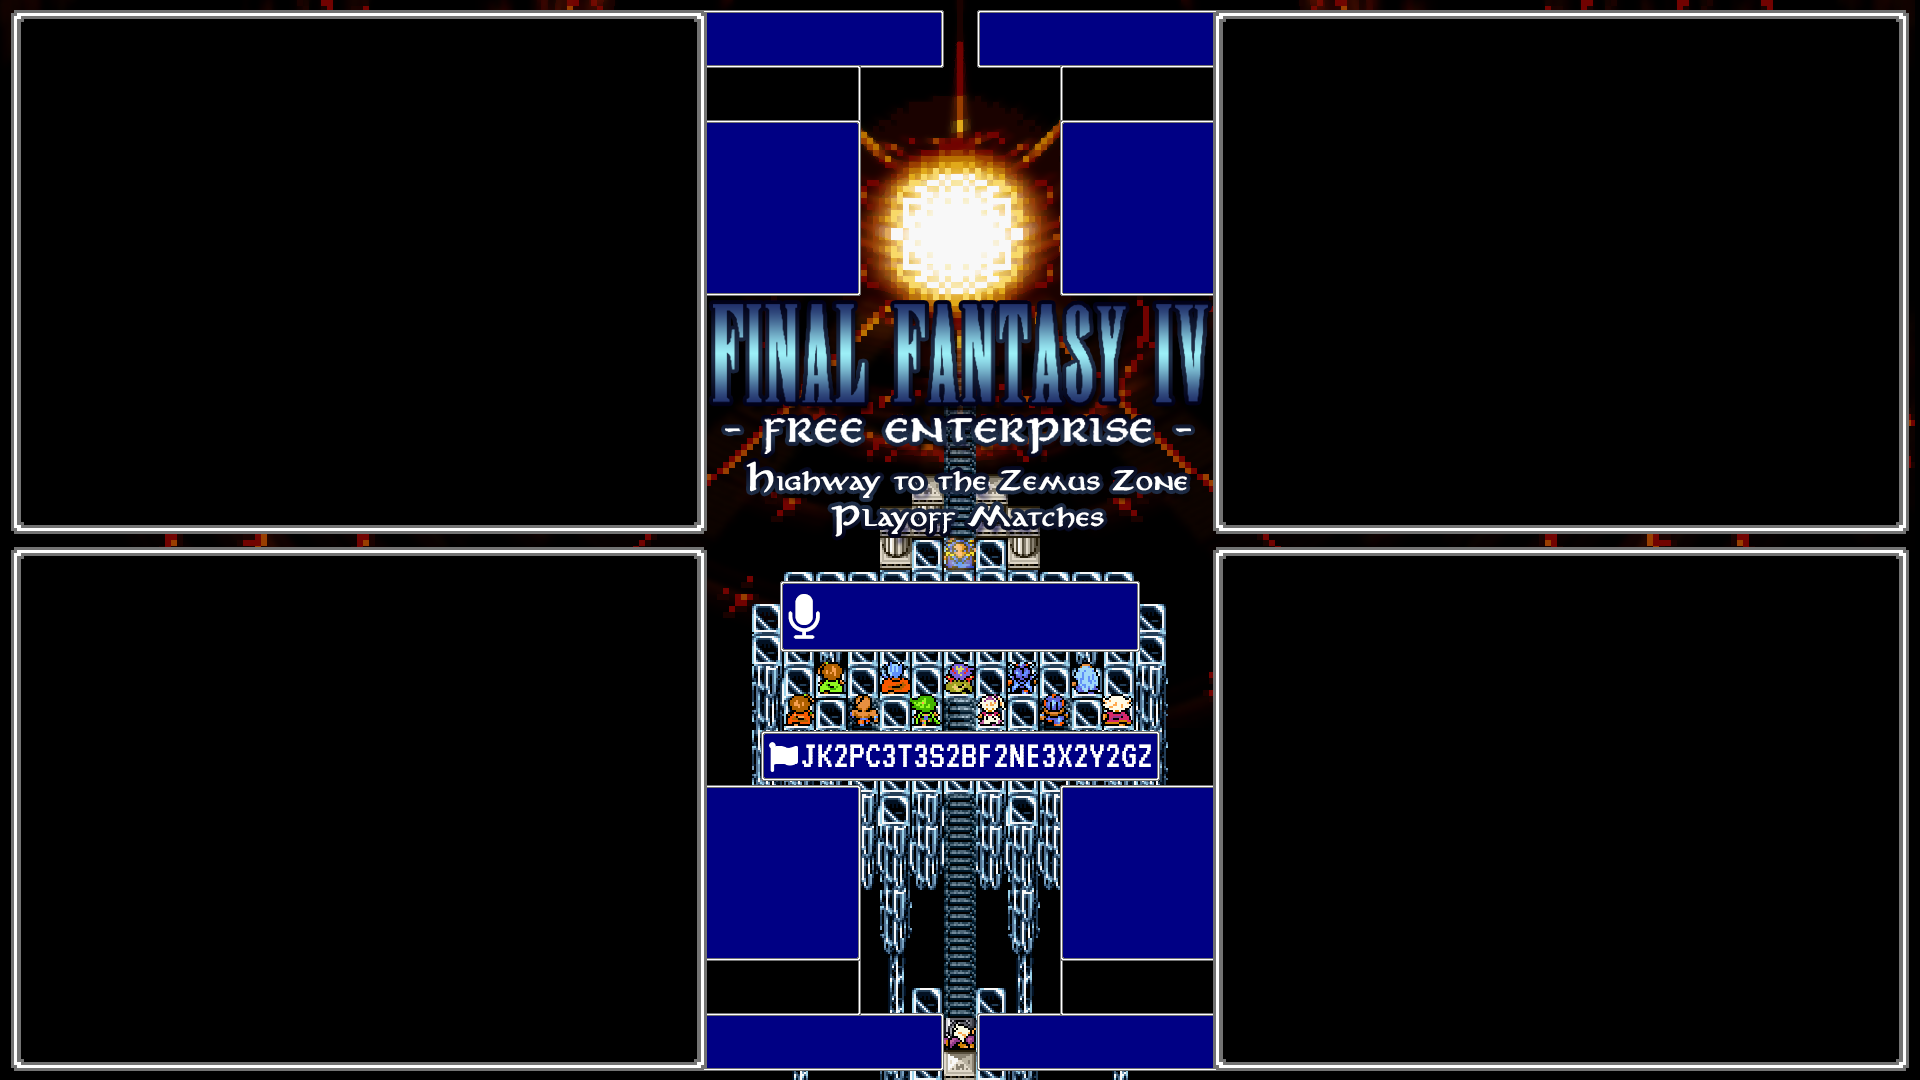 FINAL FANTASY IV
- FREE ENTERPRISE -
Highway to the Zemus Zone
Playoff Matches
JK2PC3T3S2BF2NE3X2Y2GZ